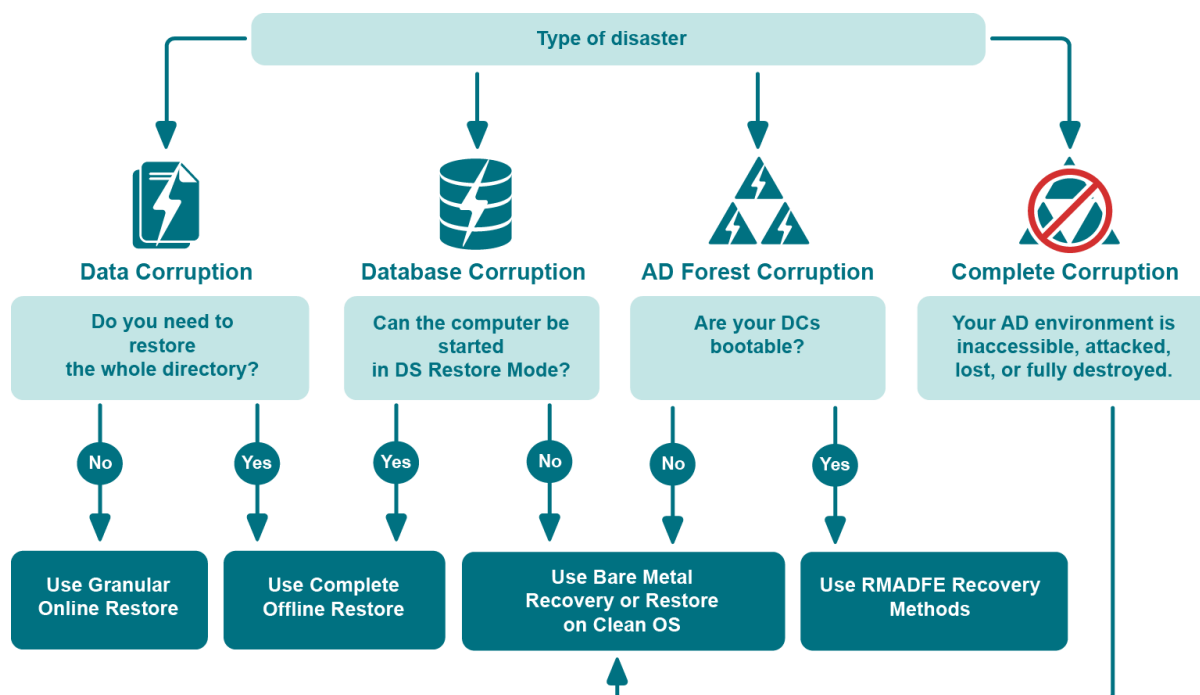 Type of disaster
Data Corruption
Database Corruption
AD Forest Corruption
Complete Corruption
Do you need to
restore
the whole directory?
Can the computer be
started
in DS Restore Mode?
Are your DCs
bootable?
Your AD environment is
inaccessible, attacked,
lost, or fully destroyed.
No
Yes
Yes
No
No
Yes
Use Granular
Online Restore
Use Complete
Offline Restore
Use Bare Metal
Recovery or Restore
on Clean OS
Use RMADFE Recovery
Methods